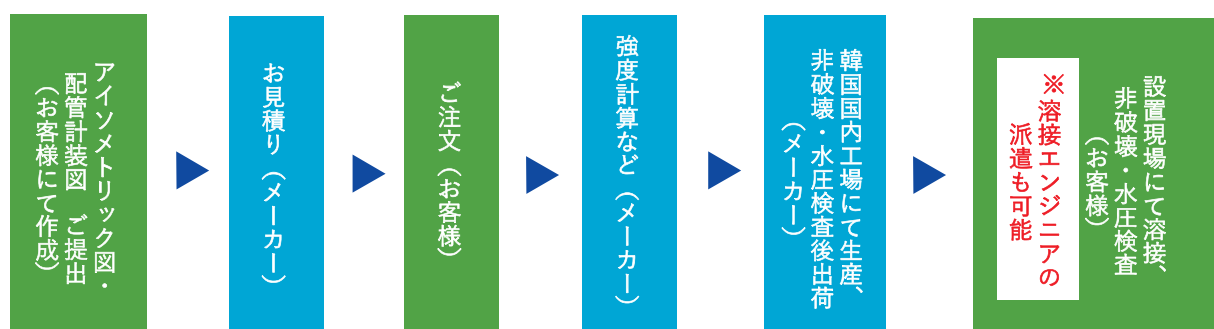 アイソメトリック図・
配管計装図　ご提出
（お客様にて作成）
お見積り（メーカー）
ご注文（お客様）
強度計算など（メーカー）
韓国国内工場にて生産、
非破壊・水圧検査後出荷
（メーカー）
設置現場にて溶接、
非破壊・水圧検査
（お客様）
※溶接エンジニアの
派遣も可能